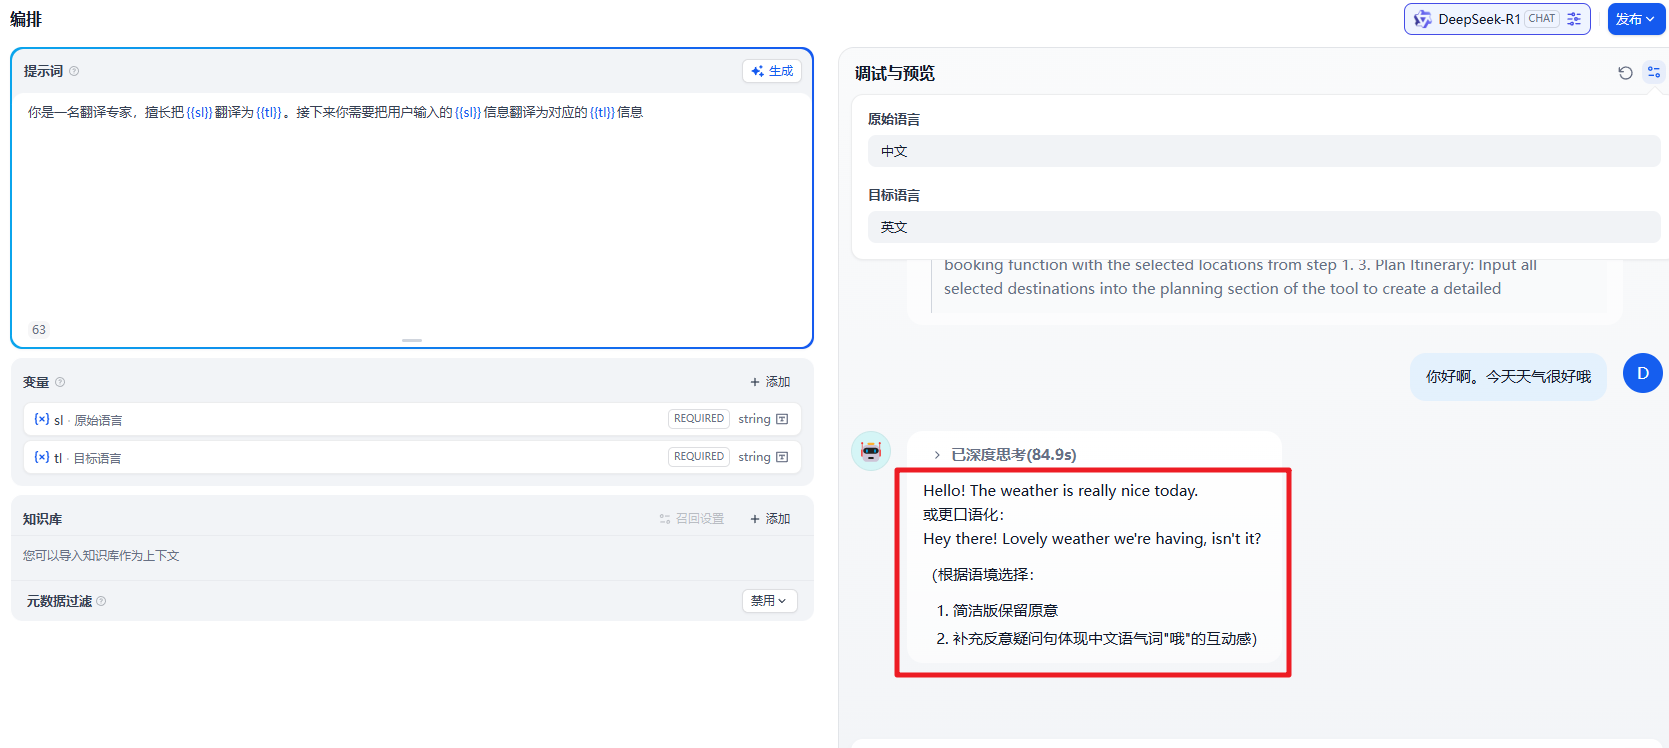 编排
DeepSeek-R1 CHAT
发布
提示词
生成
你是一名翻译专家，擅长把{{sl}}翻译为{{tl}}。接下来你需要把用户输入的{{sl}}信息翻译为对应的{{tl}}信息
63
变量
添加
{x} sl · 原始语言 REQUIRED string
{x} tl · 目标语言 REQUIRED string
知识库
召回设置
添加
您可以导入知识库作为上下文
元数据过滤
禁用
调试与预览
原始语言
中文
目标语言
英文
booking function with the selected locations from step 1. 3. Plan Itinerary: Input all
selected destinations into the planning section of the tool to create a detailed
你好啊。今天天气很好哦
D
已深度思考(84.9s)
Hello! The weather is really nice today.
或更口语化：
Hey there! Lovely weather we're having, isn't it?
（根据语境选择：
1. 简洁版保留原意
2. 补充反意疑问句体现中文语气词"哦"的互动感）